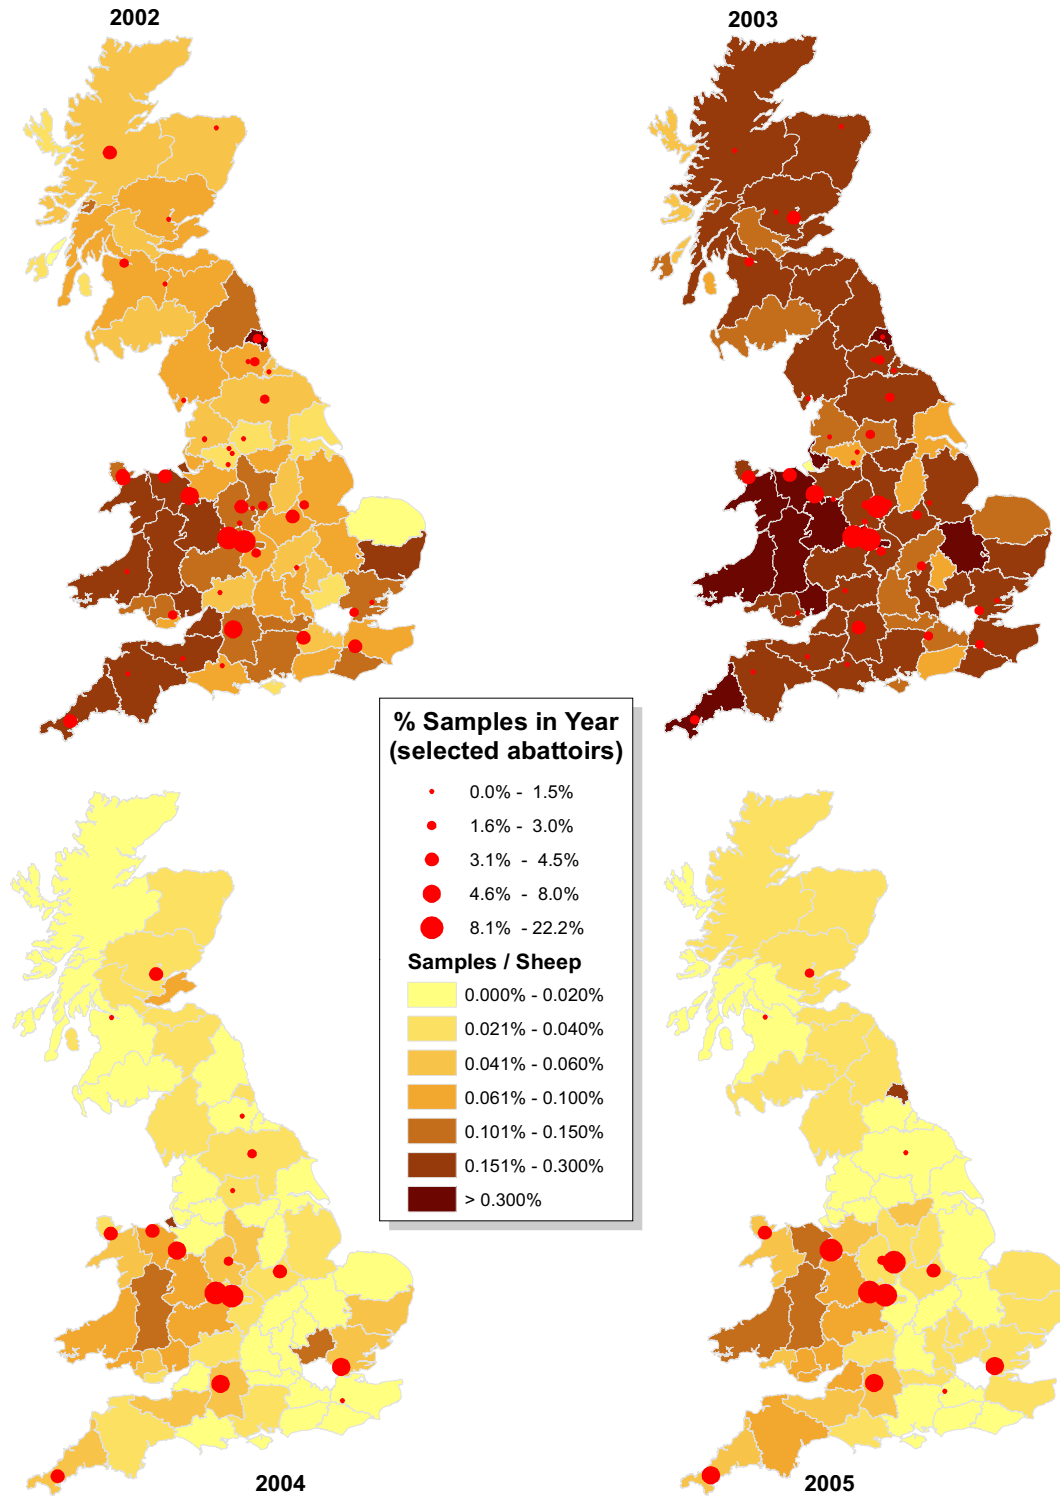 2002
2003
% Samples in Year
(selected abattoirs)
0.0% - 1.5%
1.6% - 3.0%
3.1% - 4.5%
4.6% - 8.0%
8.1% - 22.2%
Samples / Sheep
0.000% - 0.020%
0.021% - 0.040%
0.041% - 0.060%
0.061% - 0.100%
0.101% - 0.150%
0.151% - 0.300%
> 0.300%
2004
2005